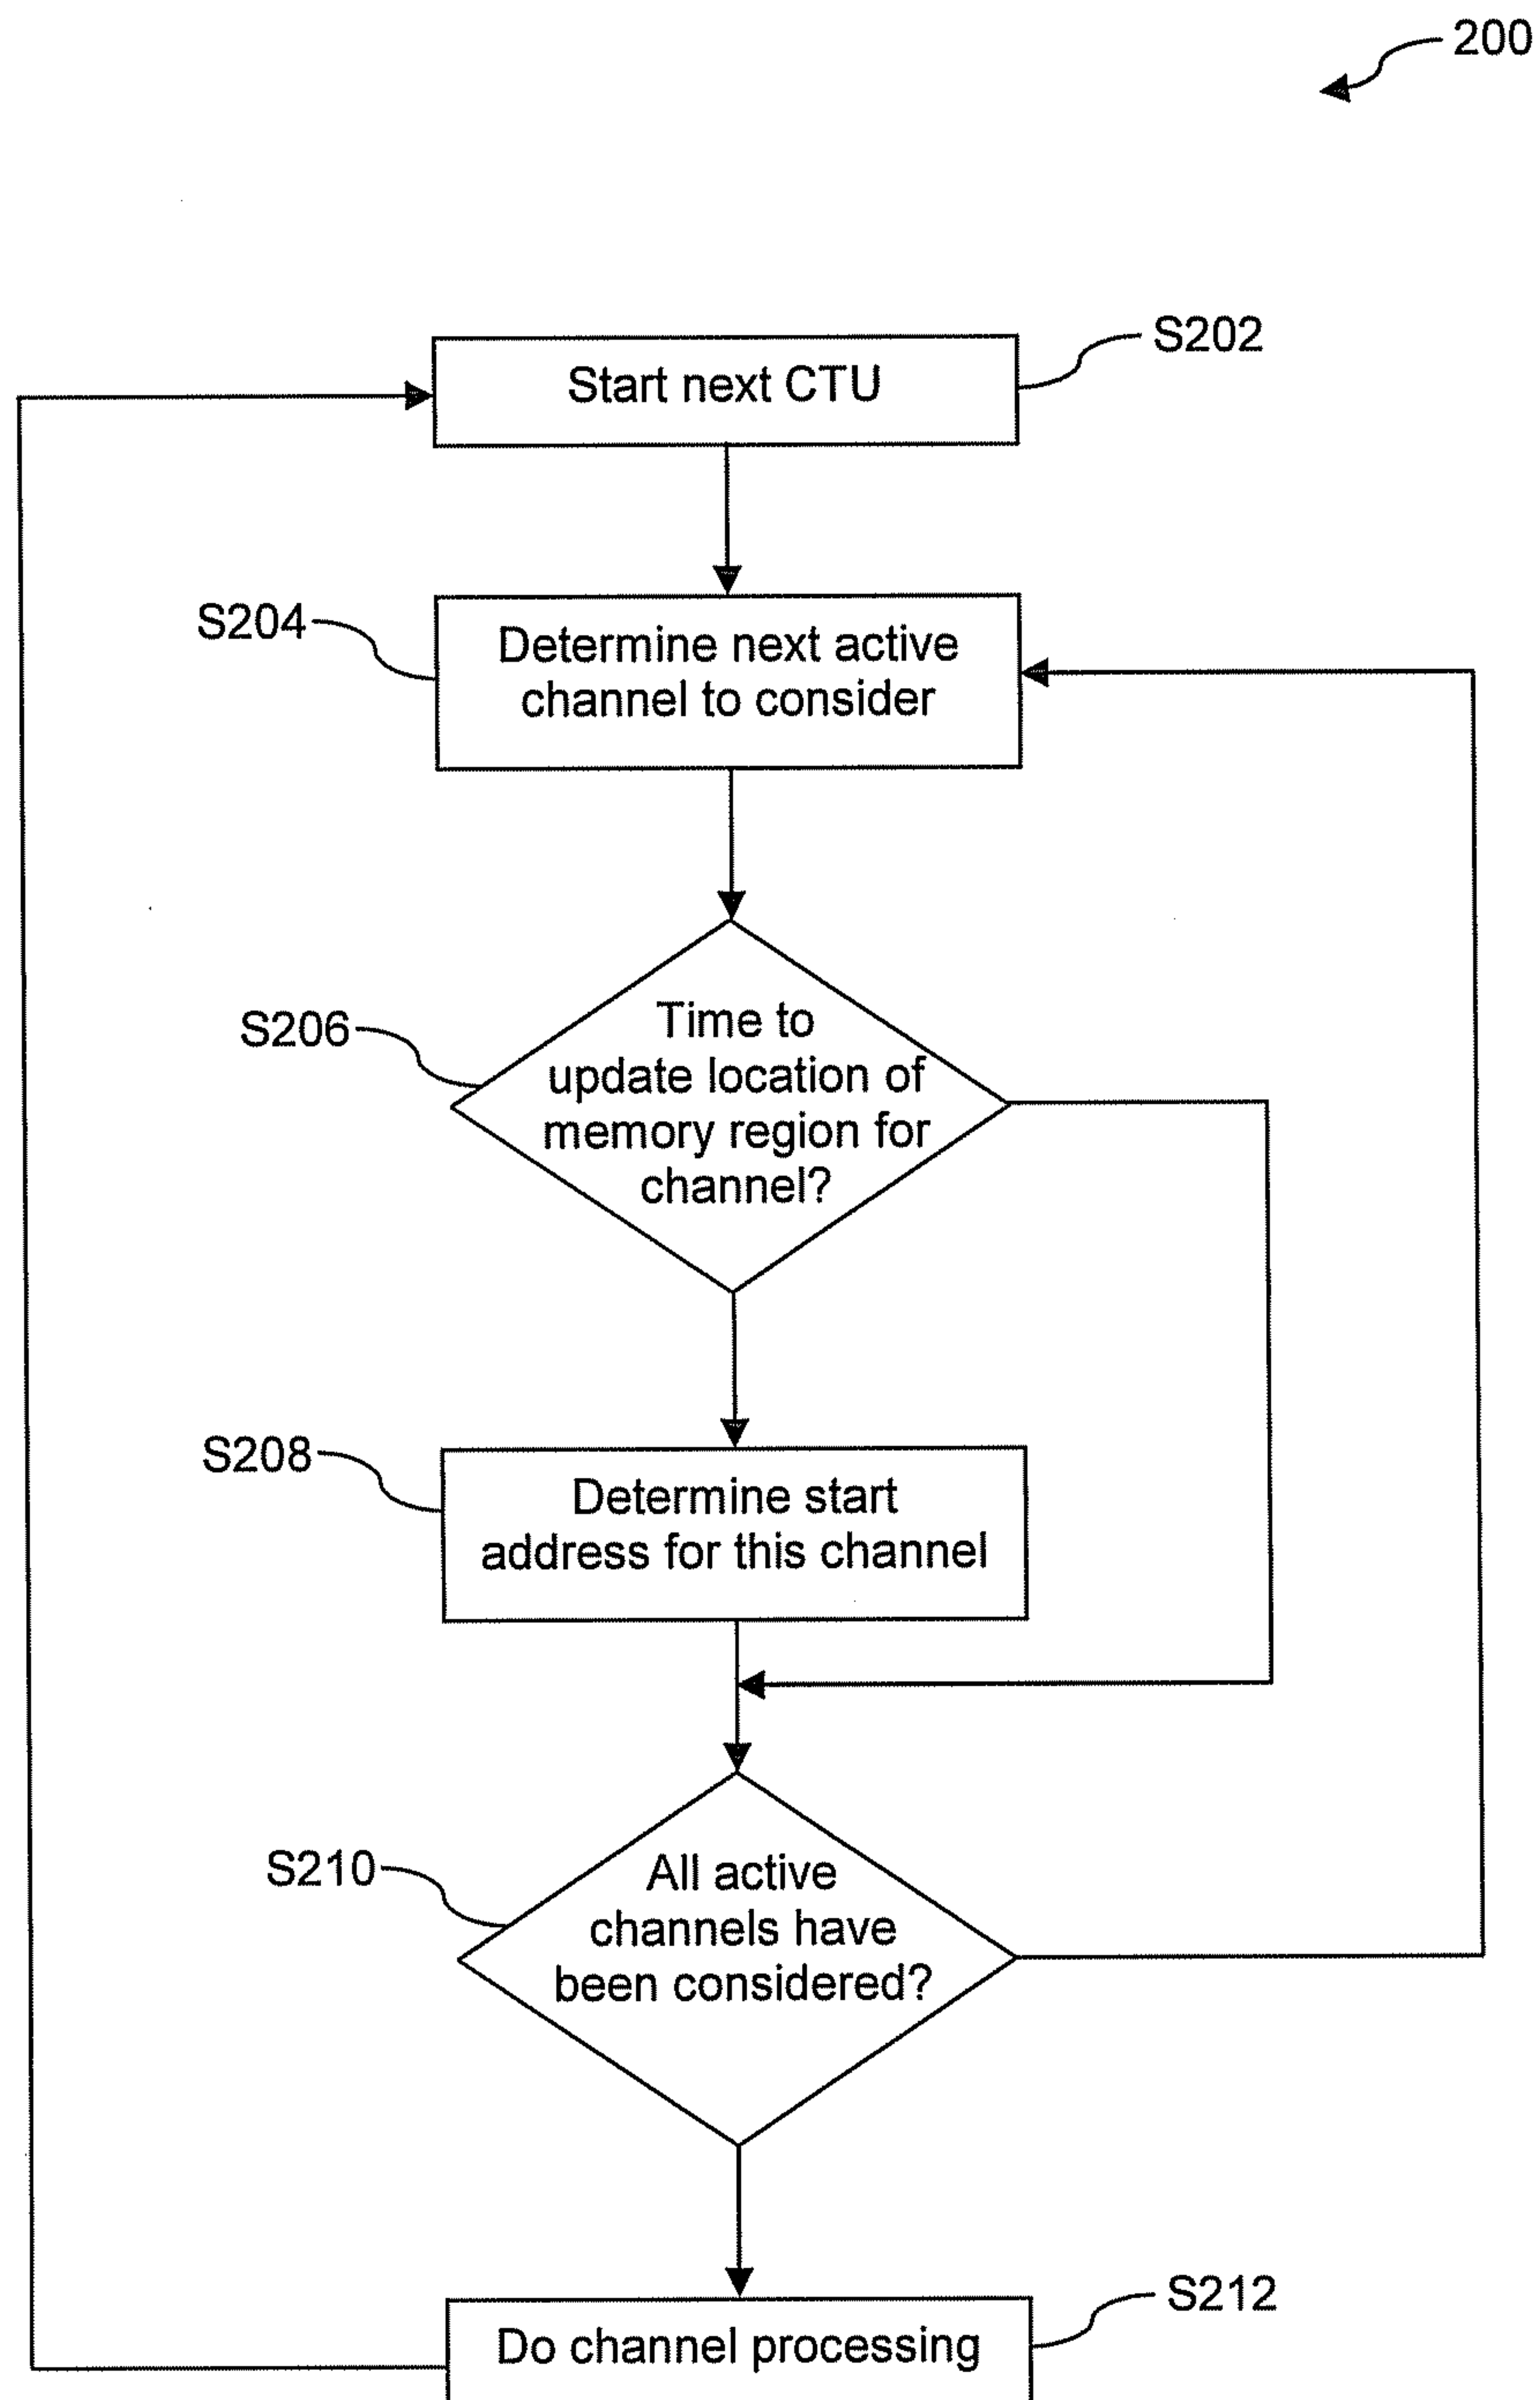 200
Start next CTU
S202
S204
Determine next active
channel to consider
S206
Time to
update location of
memory region for
channel?
S208
Determine start
address for this channel
S210
All active
channels have
been considered?
S212
Do channel processing